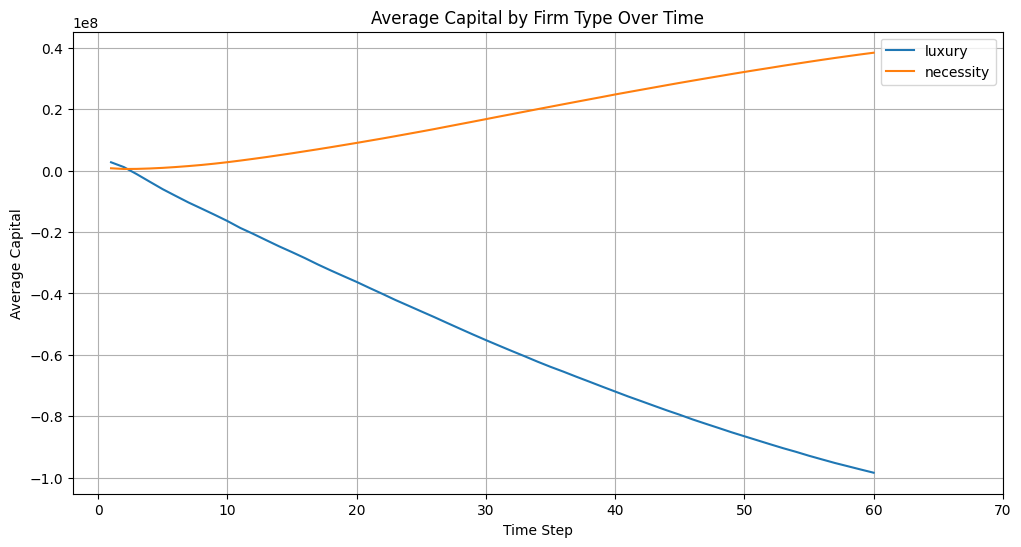 Average Capital by Firm Type Over Time
1e8
luxury
necessity
0.4
0.2
0.0
−0.2
−0.4
−0.6
−0.8
−1.0
Average Capital
0 10 20 30 40 50 60 70
Time Step